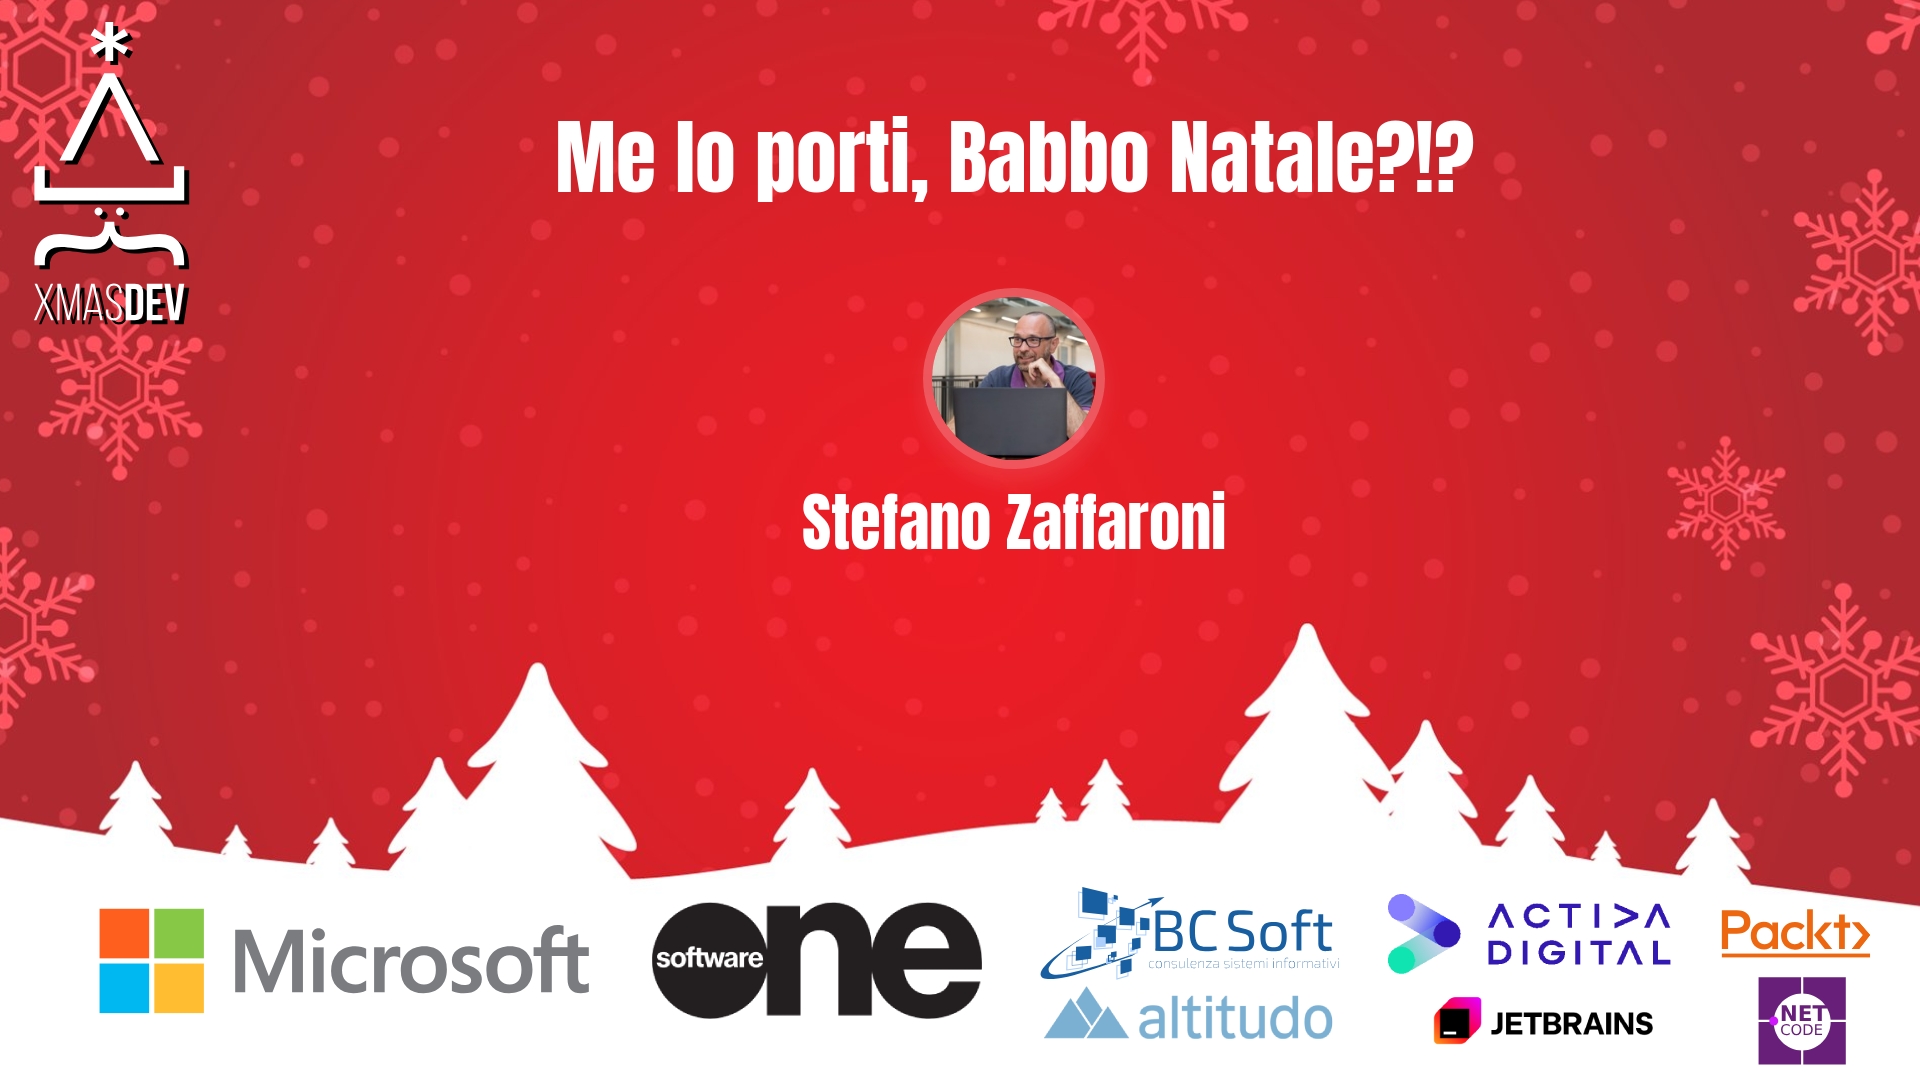 XMASDEV
Me lo porti, Babbo Natale?!?
Stefano Zaffaroni
Microsoft
software one
BC Soft
consulenza sistemi informativi
altitudo
ACTIVA
DIGITAL
JETBRAINS
Packt>
.NET
CODE